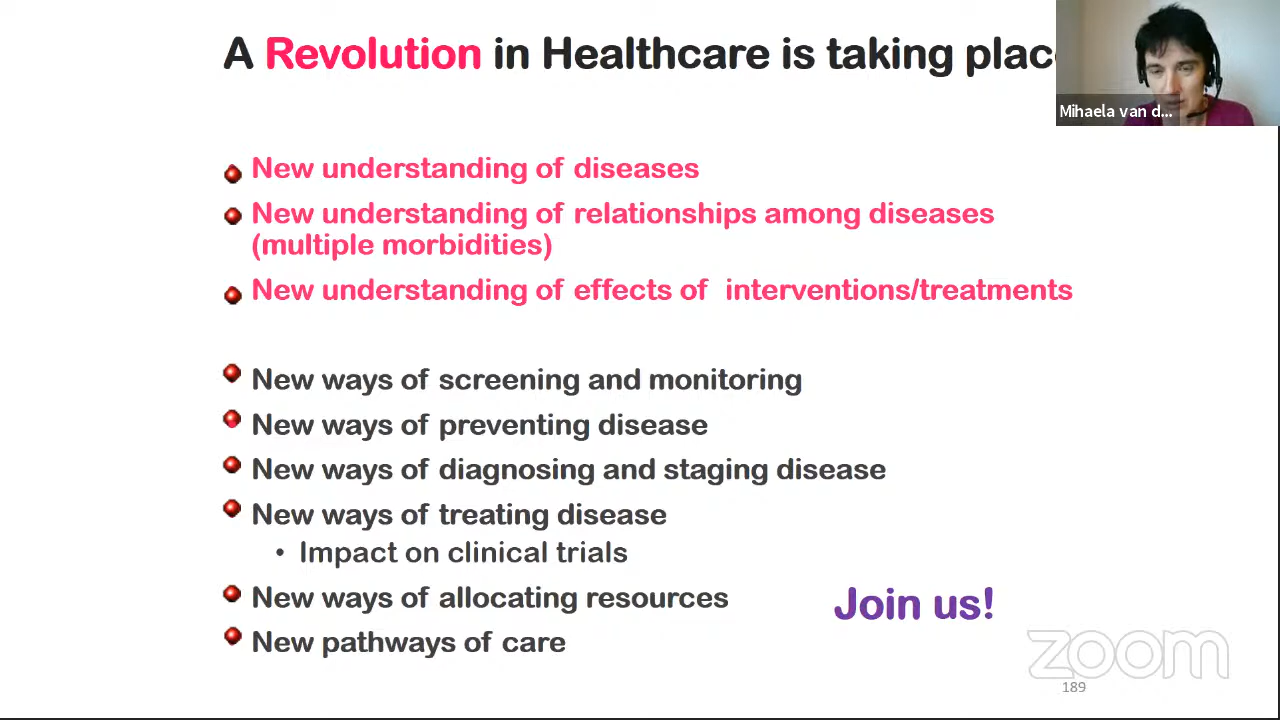 A Revolution in Healthcare is taking plac
Mihaela van d...
New understanding of diseases
New understanding of relationships among diseases
(multiple morbidities)
New understanding of effects of interventions/treatments
New ways of screening and monitoring
New ways of preventing disease
New ways of diagnosing and staging disease
New ways of treating disease
• Impact on clinical trials
New ways of allocating resources
Join us!
New pathways of care
zoom
189